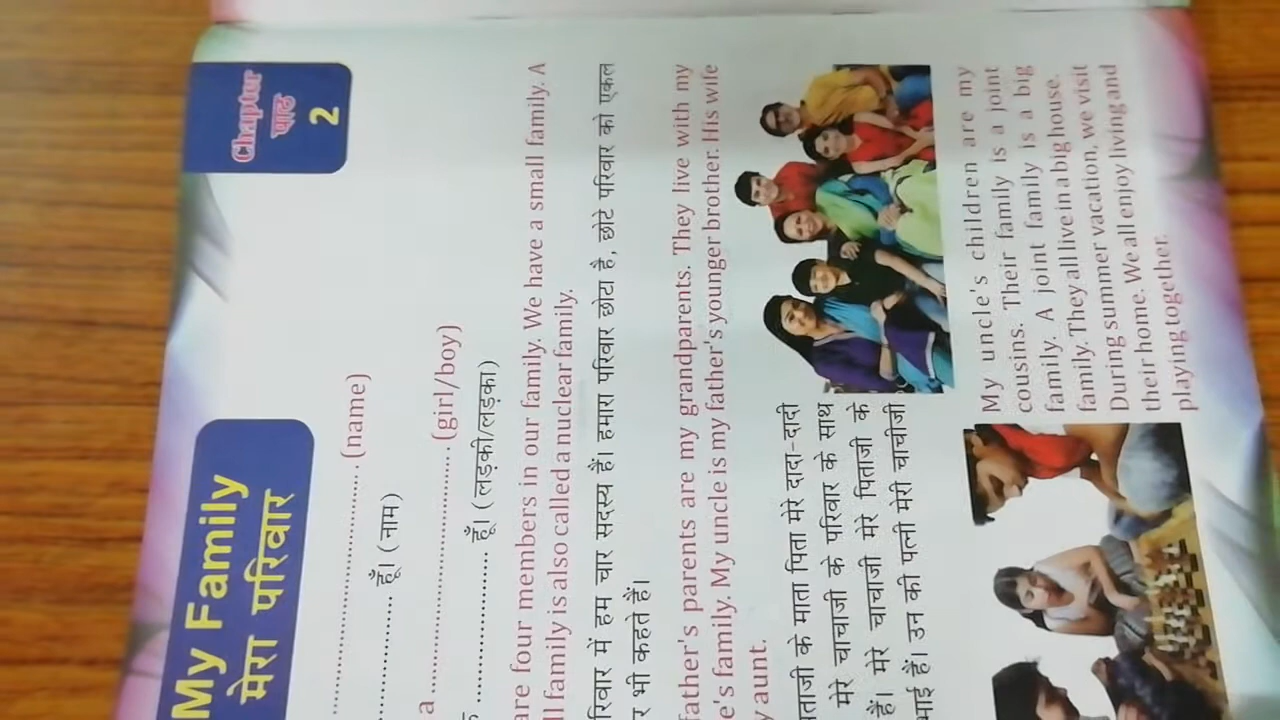 Chapter
पाठ
2
My Family
मेरा परिवार
(name)
हूँ। (नाम)
a (girl/boy)
हूँ। (लड़की/लड़का)
are four members in our family. We have a small family. A
family is also called a nuclear family.
में हम चार सदस्य हैं। हमारा परिवार छोटा है, छोटे परिवार को एकल
भी कहते हैं।
father's parents are my grandparents. They live with my
family. My uncle is my father's younger brother. His wife
aunt.
के माता पिता मेरे दादा-दादी
मेरे चाचाजी के परिवार के साथ
हैं। मेरे चाचाजी मेरे पिताजी के
भाई हैं। उन की पत्नी मेरी चाचीजी
My uncle's children are my
cousins. Their family is a joint
family. A joint family is a big
family. They all live in a big house.
During summer vacation, we visit
their home. We all enjoy living and
playing together.